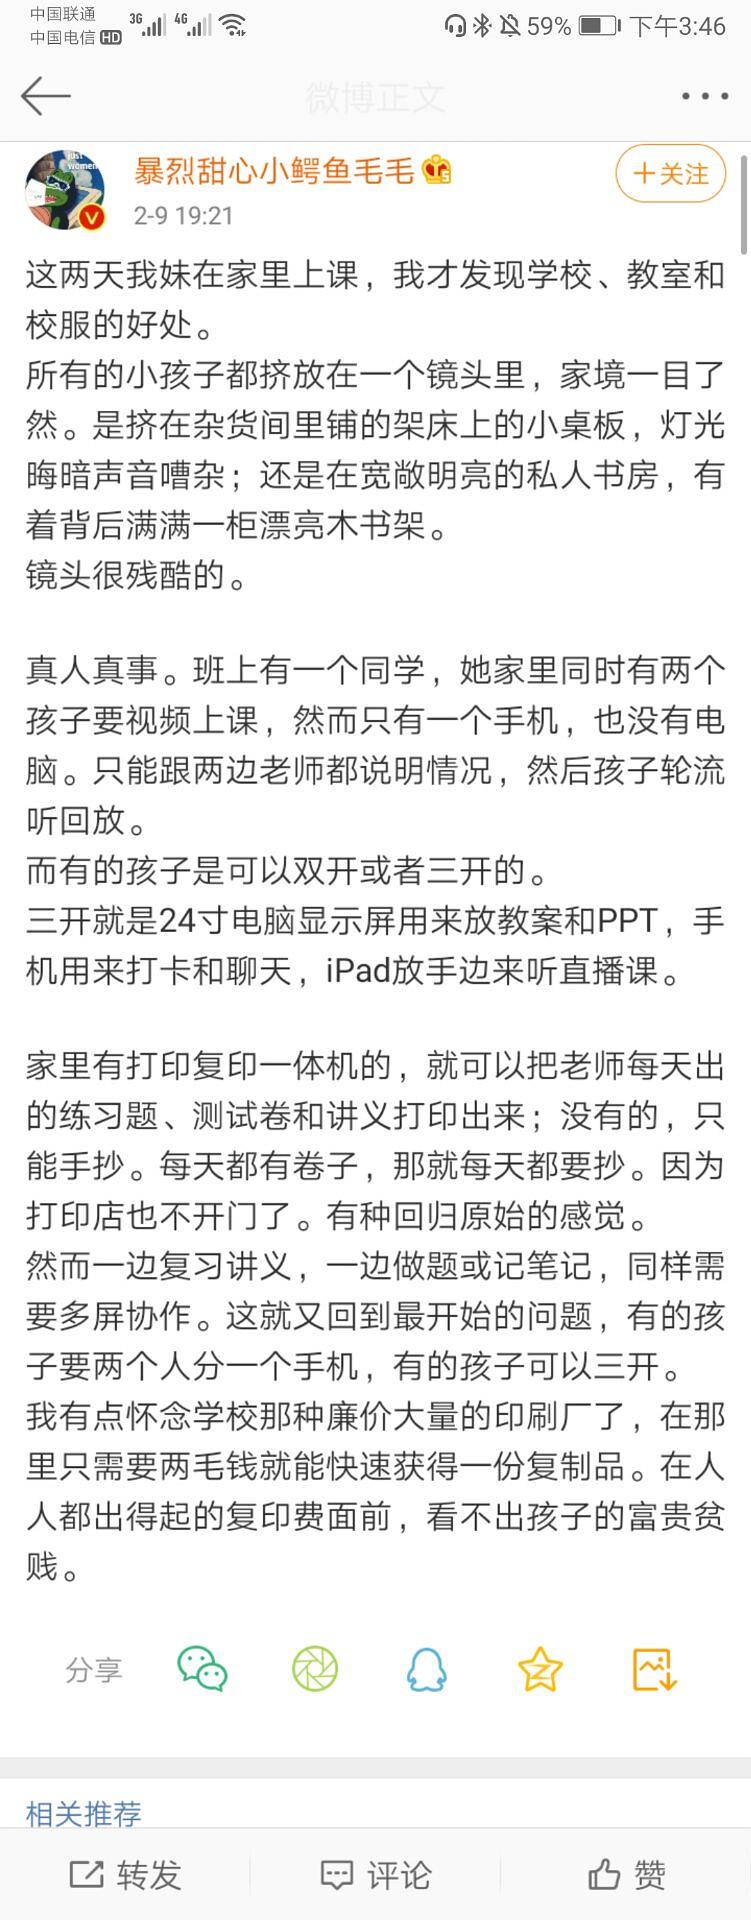 中国联通
中国电信 HD
3G
4G
59%
下午3:46
微博正文
暴烈甜心小鳄鱼毛毛
2-9 19:21
+关注
这两天我妹在家里上课，我才发现学校、教室和
校服的好处。
所有的小孩子都挤放在一个镜头里，家境一目了
然。是挤在杂货间里铺的架床上的小桌板，灯光
晦暗声音嘈杂；还是在宽敞明亮的私人书房，有
着背后满满一柜漂亮木书架。
镜头很残酷的。
真人真事。班上有一个同学，她家里同时有两个
孩子要视频上课，然而只有一个手机，也没有电
脑。只能跟两边老师都说明情况，然后孩子轮流
听回放。
而有的孩子是可以双开或者三开的。
三开就是24寸电脑显示屏用来放教案和PPT，手
机用来打卡和聊天，iPad放手边来听直播课。
家里有打印复印一体机的，就可以把老师每天出
的练习题、测试卷和讲义打印出来；没有的，只
能手抄。每天都有卷子，那就每天都要抄。因为
打印店也不开门了。有种回归原始的感觉。
然而一边复习讲义，一边做题或记笔记，同样需
要多屏协作。这就又回到最开始的问题，有的孩
子要两个人分一个手机，有的孩子可以三开。
我有点怀念学校那种廉价大量的印刷厂了，在那
里只需要两毛钱就能快速获得一份复制品。在人
人都出得起的复印费面前，看不出孩子的富贵贫
贱。
分享
相关推荐
转发
评论
赞